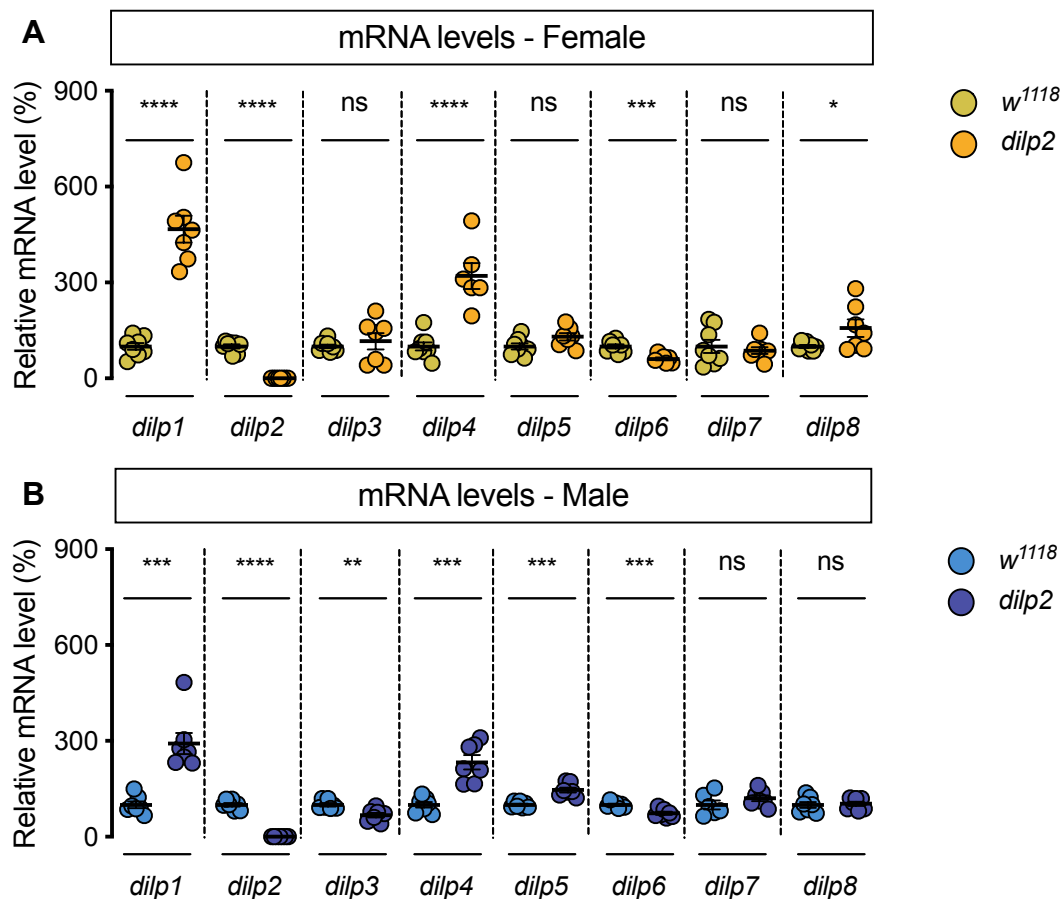 A
mRNA levels - Female
Relative mRNA level (%)
900
600
300
0
**** **** ns **** ns *** ns *
dilp1 dilp2 dilp3 dilp4 dilp5 dilp6 dilp7 dilp8
w1118
dilp2
B
mRNA levels - Male
Relative mRNA level (%)
900
600
300
0
*** **** ** *** *** *** ns ns
dilp1 dilp2 dilp3 dilp4 dilp5 dilp6 dilp7 dilp8
w1118
dilp2